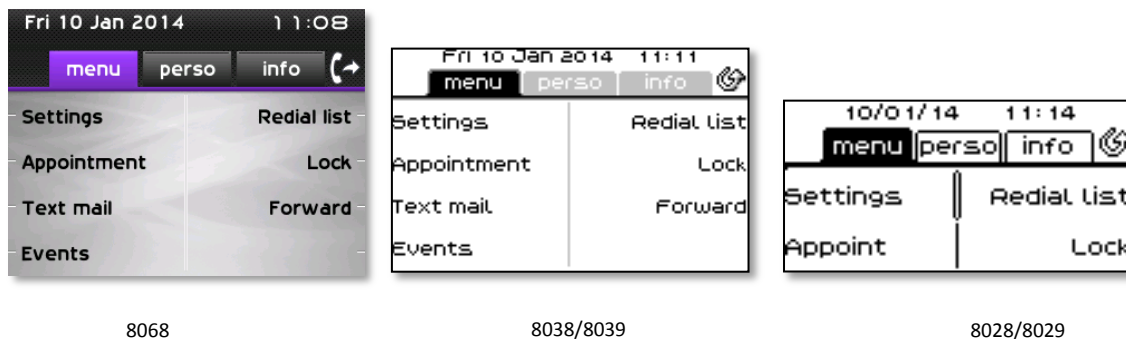 Fri 10 Jan 2014 11:08
menu perso info
Settings Redial list
Appointment Lock
Text mail Forward
Events
8068
Fri 10 Jan 2014 11:11
menu perso info
Settings Redial list
Appointment Lock
Text mail Forward
Events
8038/8039
10/01/14 11:14
menu perso info
Settings Redial list
Appoint Lock
8028/8029